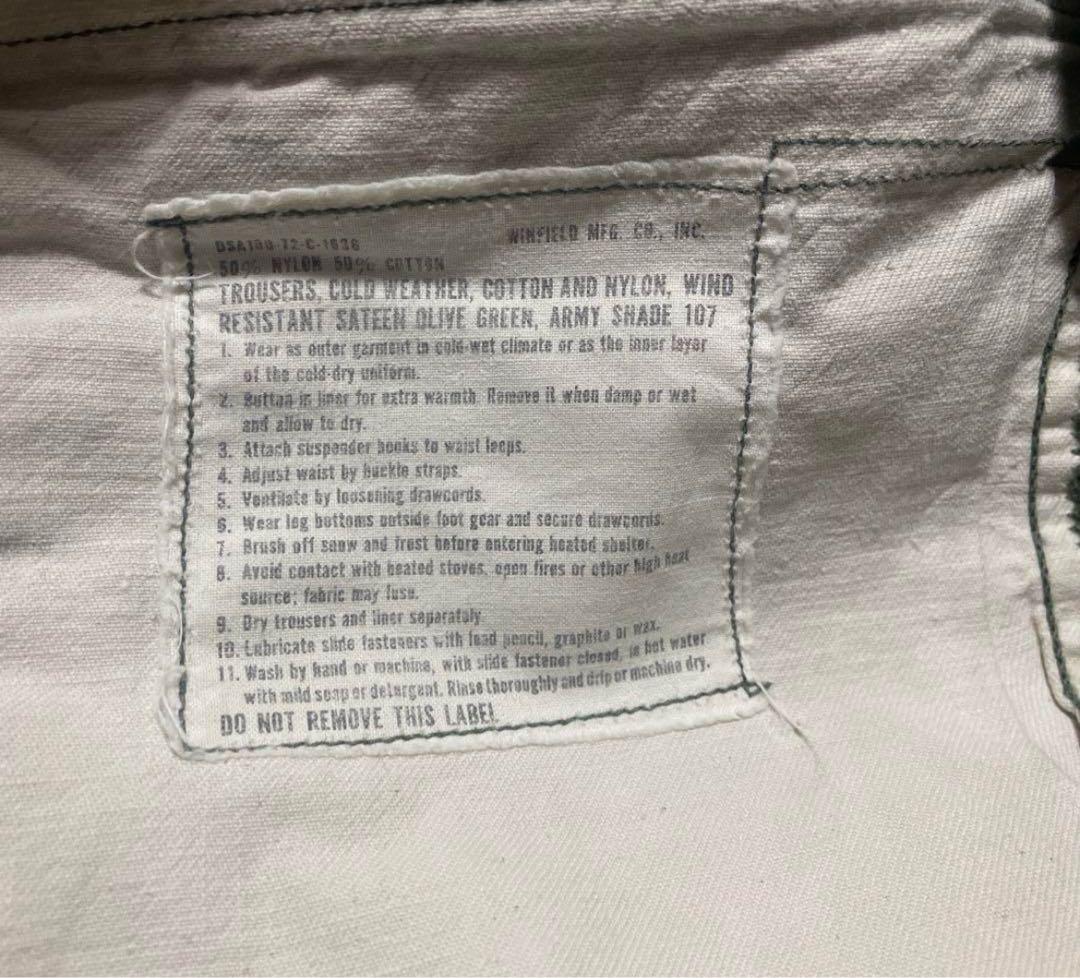 DSA100-72-C-1636 WINFIELD MFG. CO., INC.
50% NYLON 50% COTTON
TROUSERS, COLD WEATHER, COTTON AND NYLON, WIND
RESISTANT SATEEN OLIVE GREEN, ARMY SHADE 107
1. Wear as outer garment in cold-wet climate or as the inner layer
of the cold-dry uniform.
2. Button in liner for extra warmth. Remove it when damp or wet
and allow to dry.
3. Attach suspender hooks to waist loops.
4. Adjust waist by buckle straps.
5. Ventilate by loosening drawcords.
6. Wear leg bottoms outside foot gear and secure drawcords.
7. Brush off snow and frost before entering heated shelter.
8. Avoid contact with heated stoves, open fires or other high heat
source; fabric may fuse.
9. Dry trousers and liner separately
10. Lubricate slide fasteners with lead pencil, graphite or wax.
11. Wash by hand or machine, with slide fastener closed, in hot water
with mild soap or detergent. Rinse thoroughly and drip or machine dry.
DO NOT REMOVE THIS LABEL